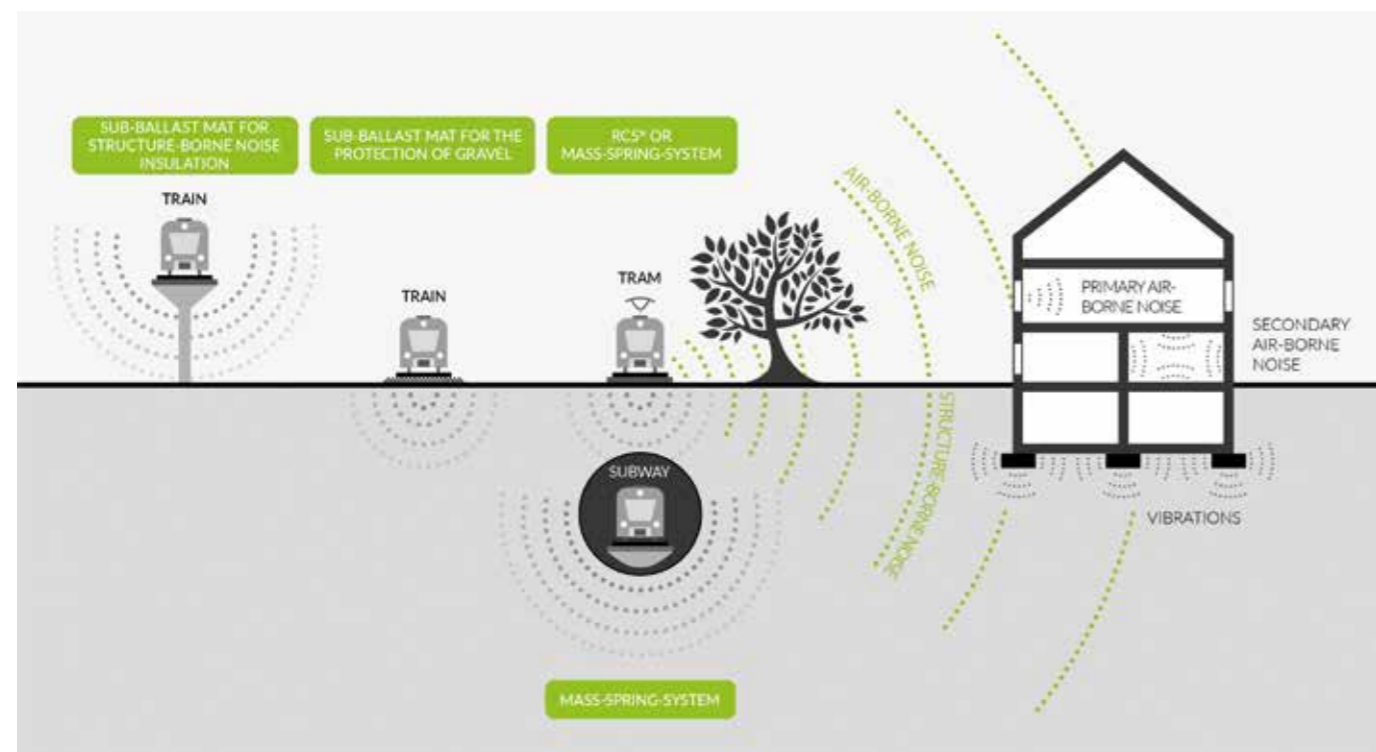 SUB-BALLAST MAT FOR
STRUCTURE-BORNE NOISE
INSULATION
SUB-BALLAST MAT FOR THE
PROTECTION OF GRAVEL
RCS® OR
MASS-SPRING-SYSTEM
TRAIN
TRAIN
TRAM
AIR-BORNE NOISE
PRIMARY AIR-
BORNE NOISE
SECONDARY
AIR-BORNE
NOISE
STRUCTURE-BORNE NOISE
SUBWAY
VIBRATIONS
MASS-SPRING-SYSTEM